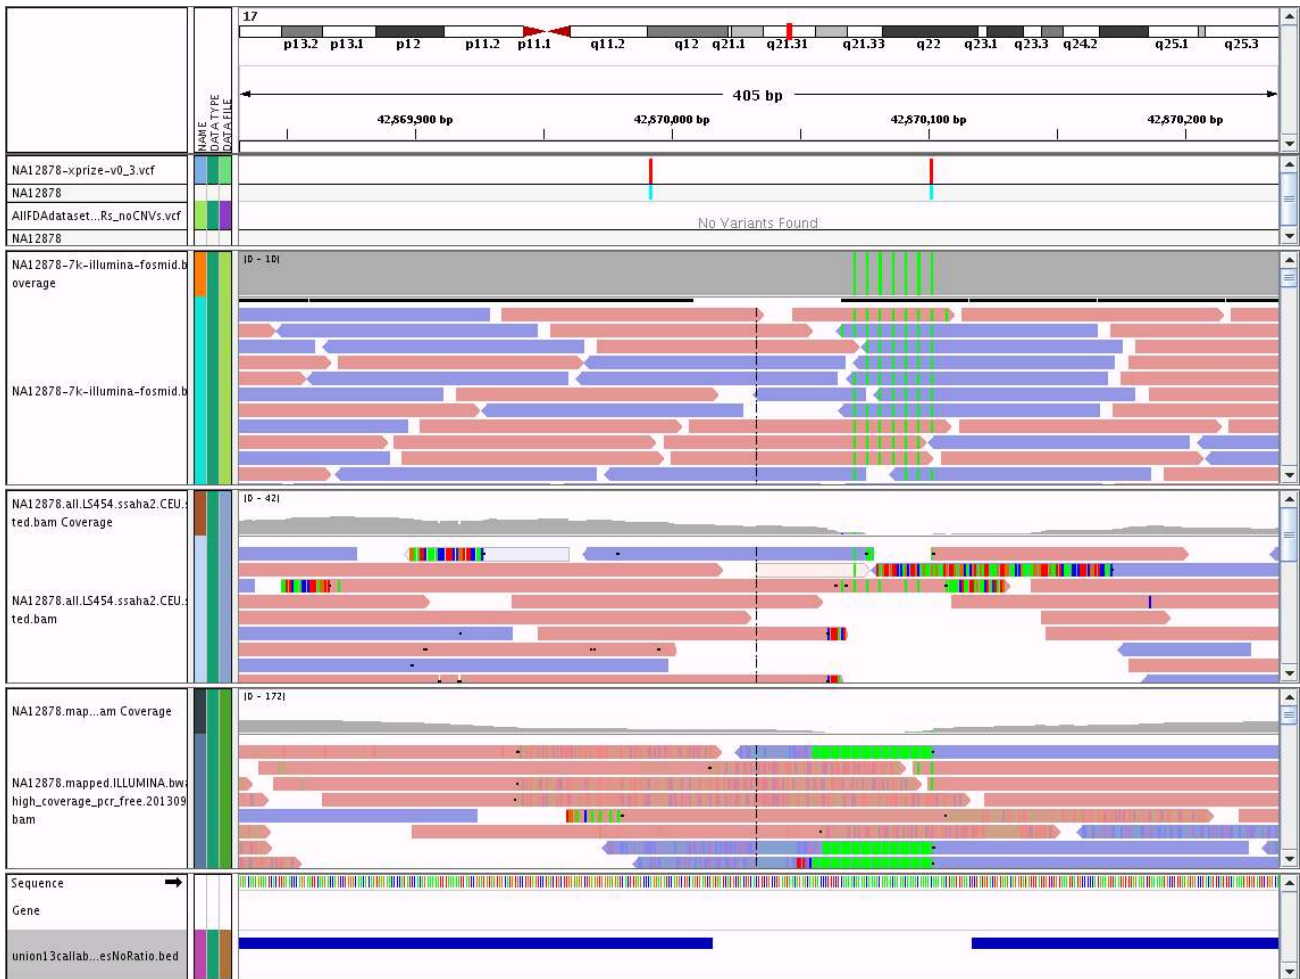 17
p13.2 p13.1 p12 p11.2 p11.1 q11.2 q12 q21.1 q21.31 q21.33 q22 q23.1 q23.3 q24.2 q25.1 q25.3
405 bp
NAME
DATA TYPE
DATA FILE
42,869,900 bp 42,870,000 bp 42,870,100 bp 42,870,200 bp
NA12878-xprize-v0_3.vcf
NA12878
AllFDAdataset...Rs_noCNVs.vcf
No Variants Found
NA12878
NA12878-7k-illumina-fosmid.b
overage
[0 - 10]
NA12878-7k-illumina-fosmid.b
NA12878.all.LS454.ssaha2.CEU.s
ted.bam Coverage
[0 - 42]
NA12878.all.LS454.ssaha2.CEU.s
ted.bam
NA12878.map...am Coverage
[0 - 172]
NA12878.mapped.ILLUMINA.bwa
high_coverage_pcr_free.201309
bam
Sequence
Gene
union13callab...esNoRatio.bed